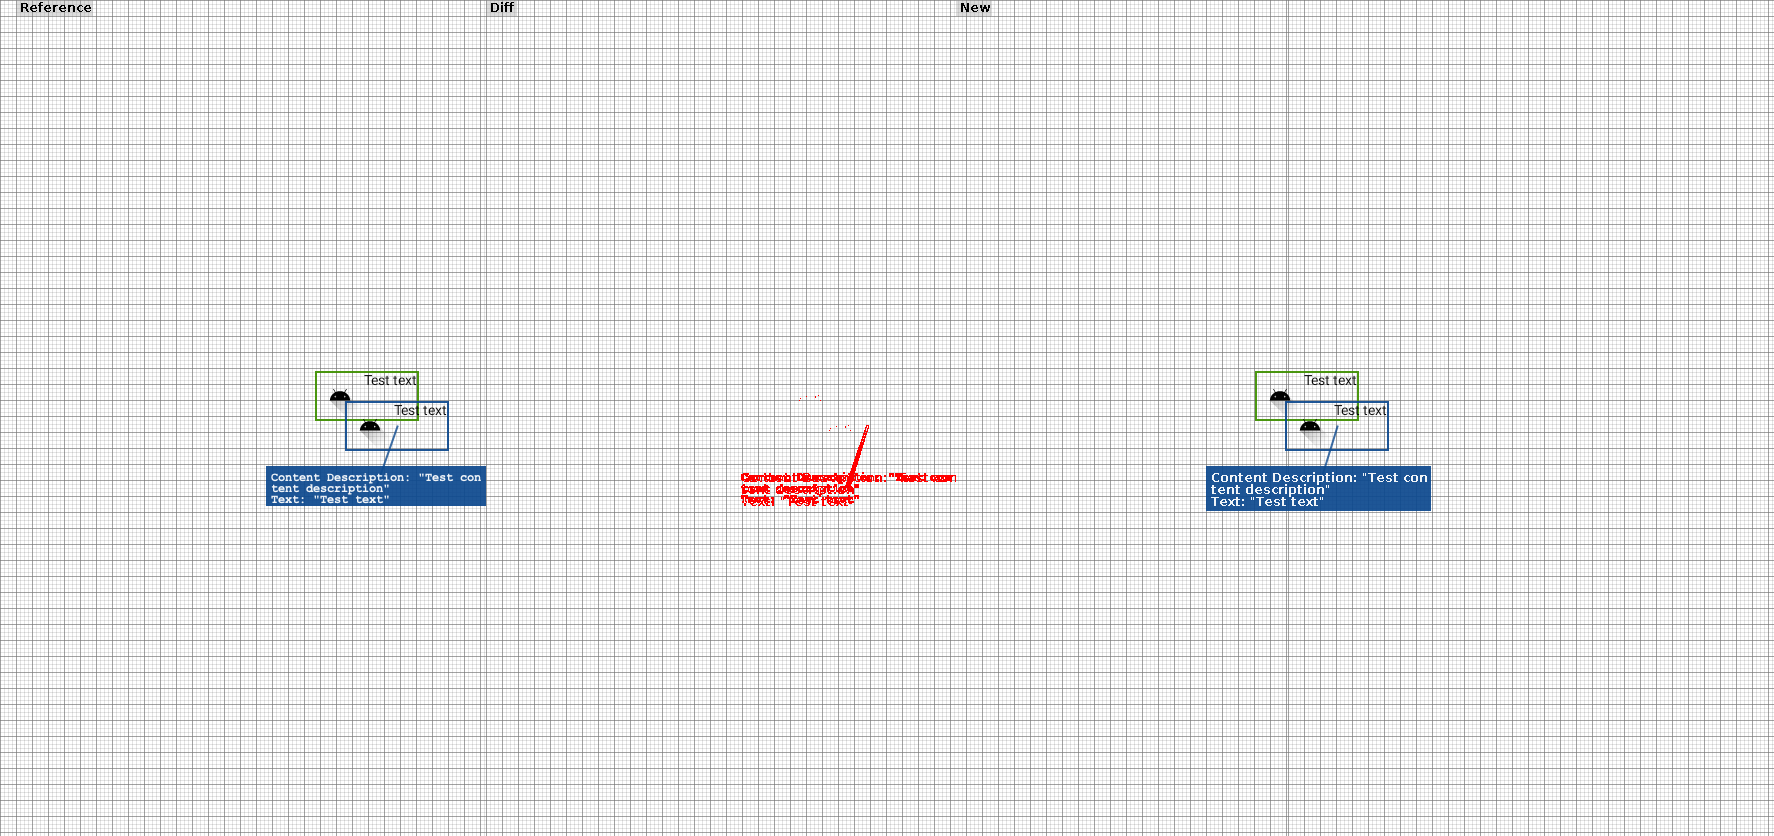 Reference
Diff
New
Test text
Test text
Content Description: "Test con
tent description"
Text: "Test text"
Test text
Test text
Content Description: "Test con
tent description"
Text: "Test text"